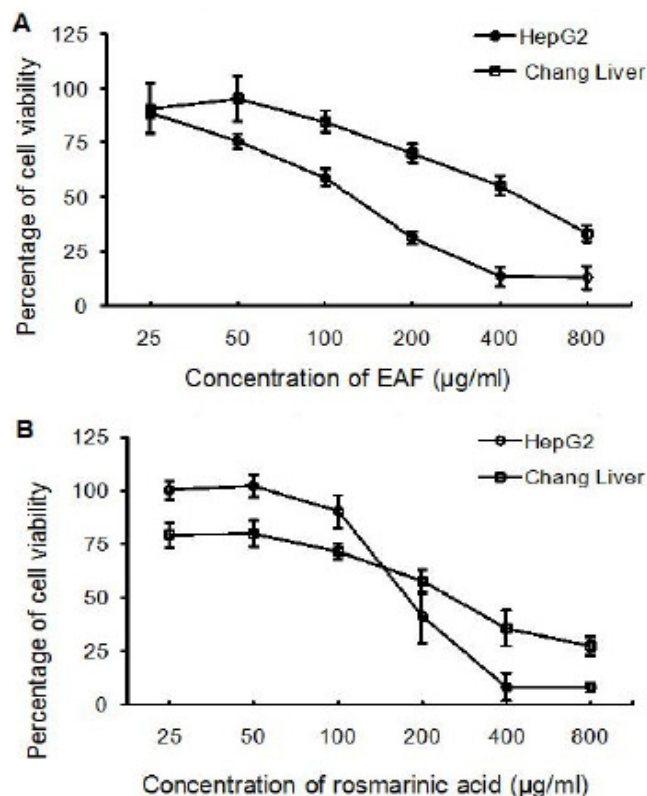 A
125
100
75
50
25
0
Percentage of cell viability
HepG2
Chang Liver
25 50 100 200 400 800
Concentration of EAF (µg/ml)
B
125
100
75
50
25
0
Percentage of cell viability
HepG2
Chang Liver
25 50 100 200 400 800
Concentration of rosmarinic acid (µg/ml)